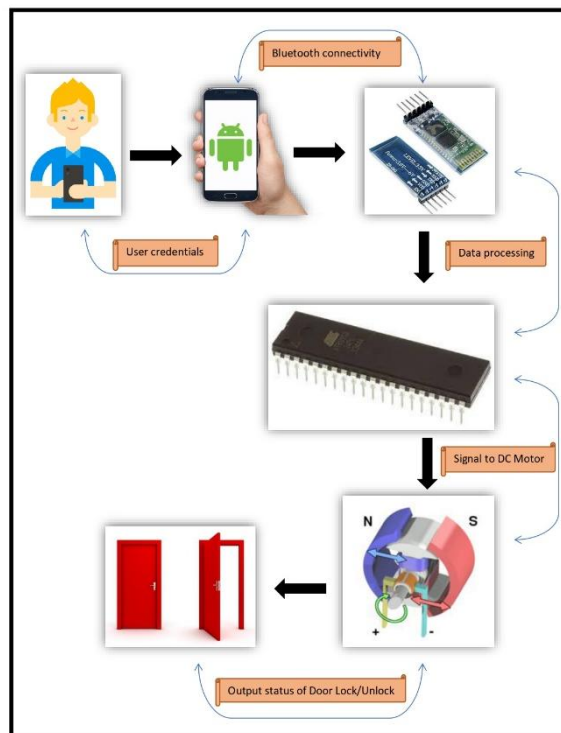 Bluetooth connectivity
User credentials
Data processing
Signal to DC Motor
N
S
+
-
Output status of Door Lock/Unlock